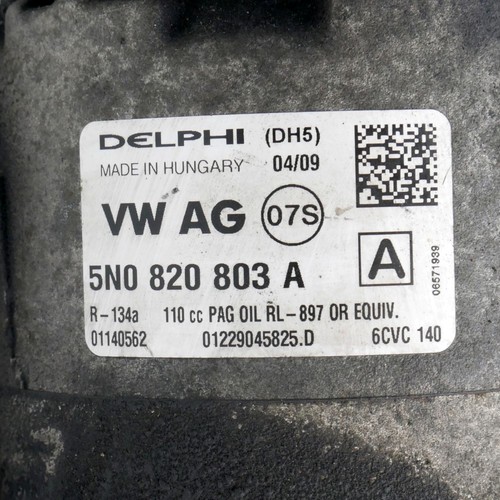 DELPHI (DH5)
MADE IN HUNGARY 04/09
VW AG 07S
5N0 820 803 A A
06571939
R-134a 110 cc PAG OIL RL-897 OR EQUIV.
01140562 01229045825.D 6CVC 140